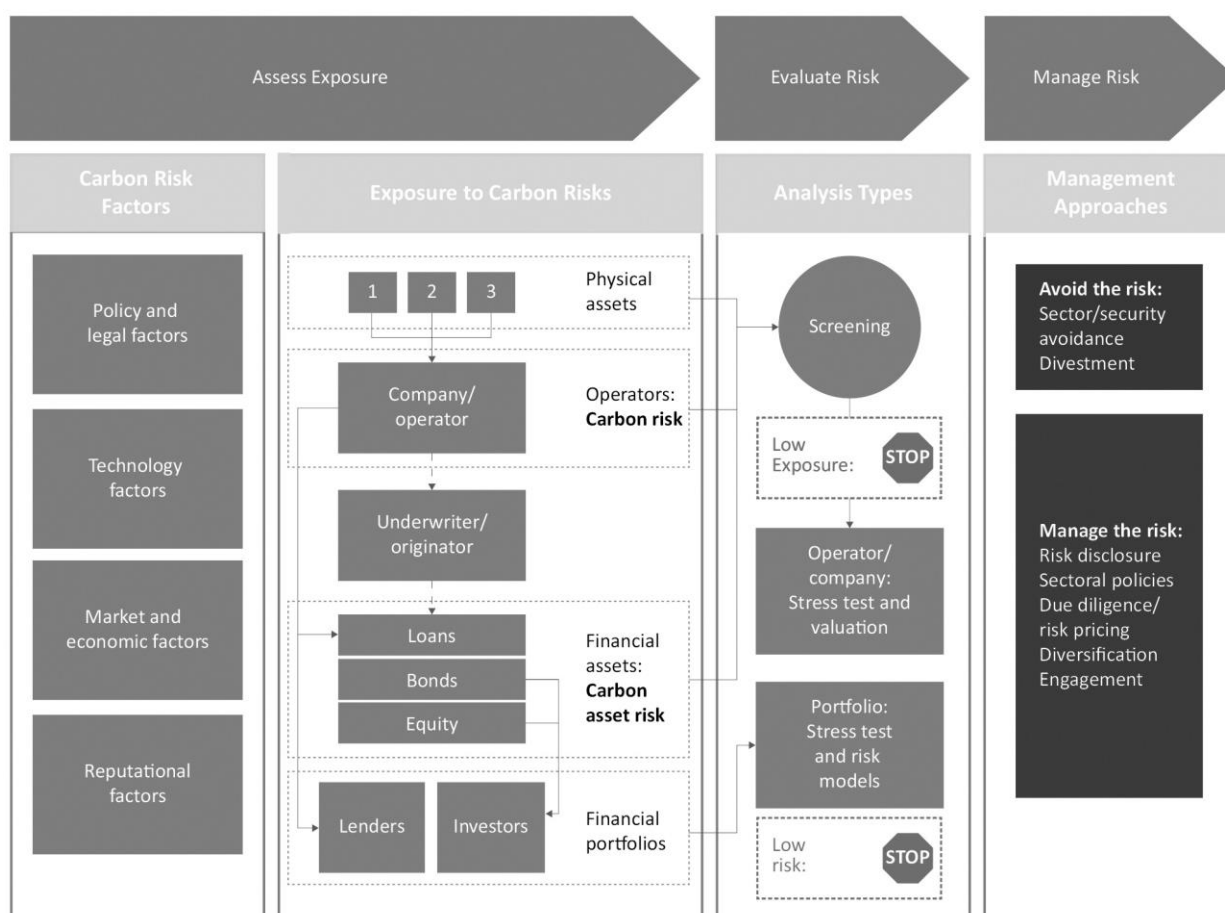 Assess Exposure
Evaluate Risk
Manage Risk
Carbon Risk
Factors
Exposure to Carbon Risks
Analysis Types
Management
Approaches
Policy and
legal factors
Technology
factors
Market and
economic factors
Reputational
factors
1
2
3
Physical
assets
Company/
operator
Operators:
Carbon risk
Underwriter/
originator
Loans
Bonds
Equity
Financial
assets:
Carbon
asset risk
Lenders
Investors
Financial
portfolios
Screening
Low
Exposure:
STOP
Operator/
company:
Stress test and
valuation
Portfolio:
Stress test
and risk
models
Low
risk:
STOP
Avoid the risk:
Sector/security
avoidance
Divestment
Manage the risk:
Risk disclosure
Sectoral policies
Due diligence/
risk pricing
Diversification
Engagement